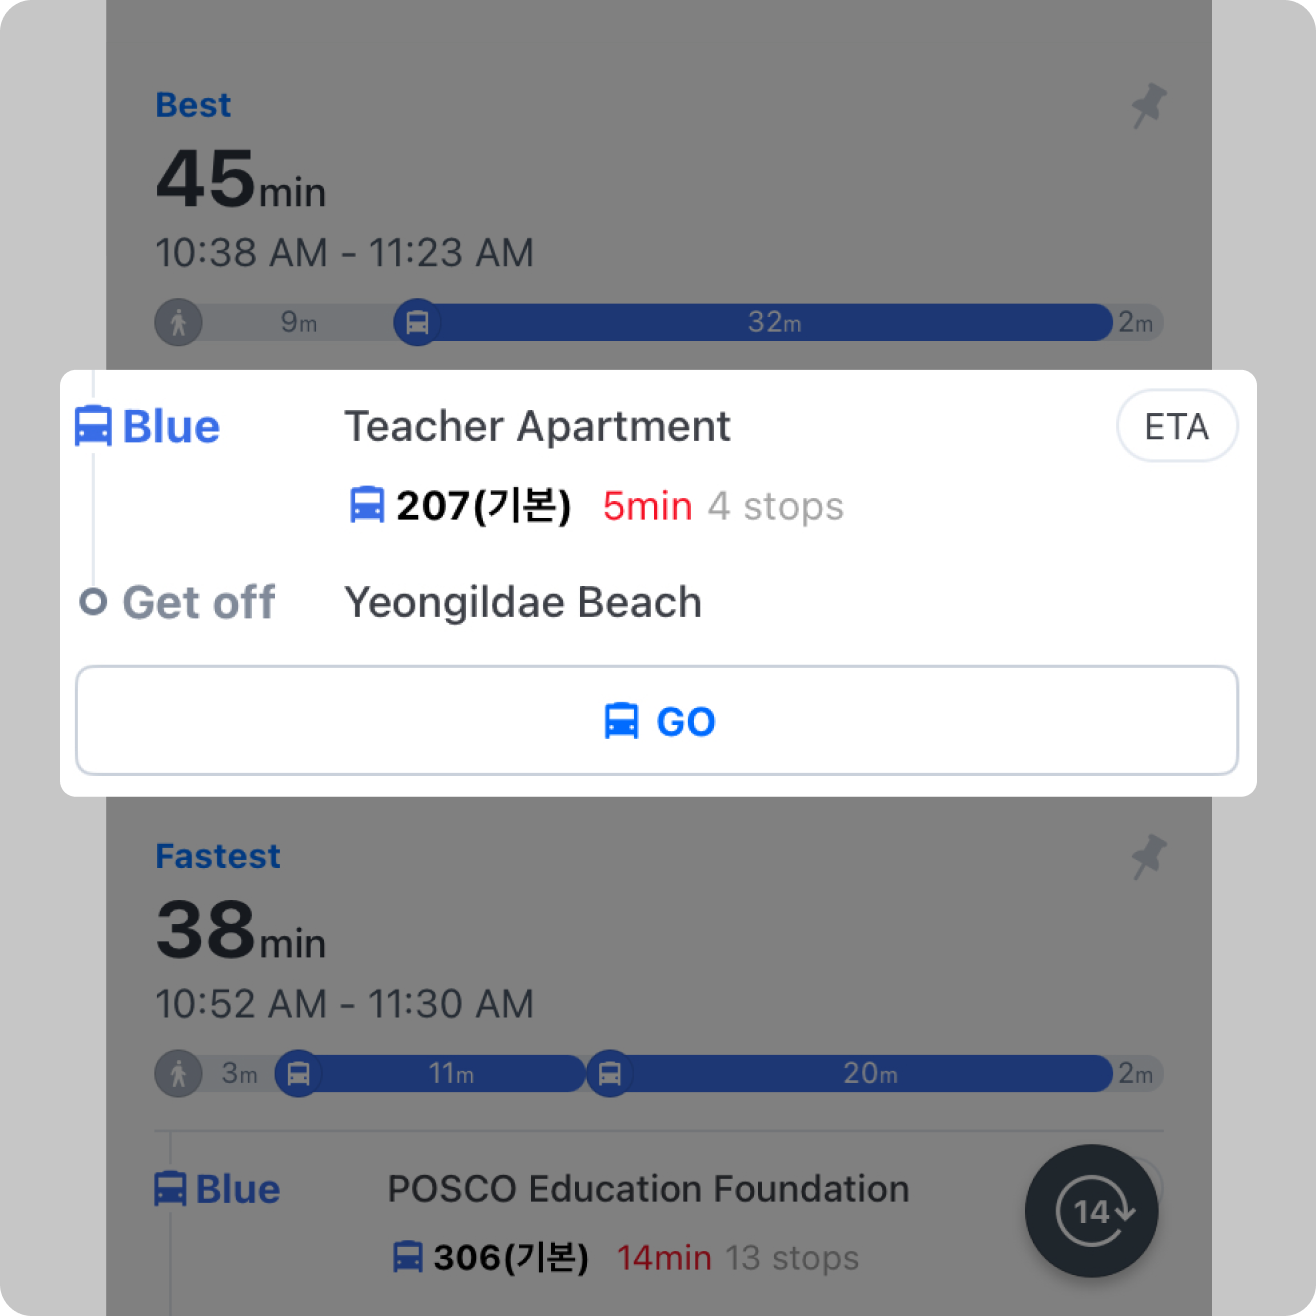 Best
45min
10:38 AM - 11:23 AM
9m 32m 2m
Blue Teacher Apartment ETA
207(기본) 5min 4 stops
Get off Yeongildae Beach
GO
Fastest
38min
10:52 AM - 11:30 AM
3m 11m 20m 2m
Blue POSCO Education Foundation
14
306(기본) 14min 13 stops